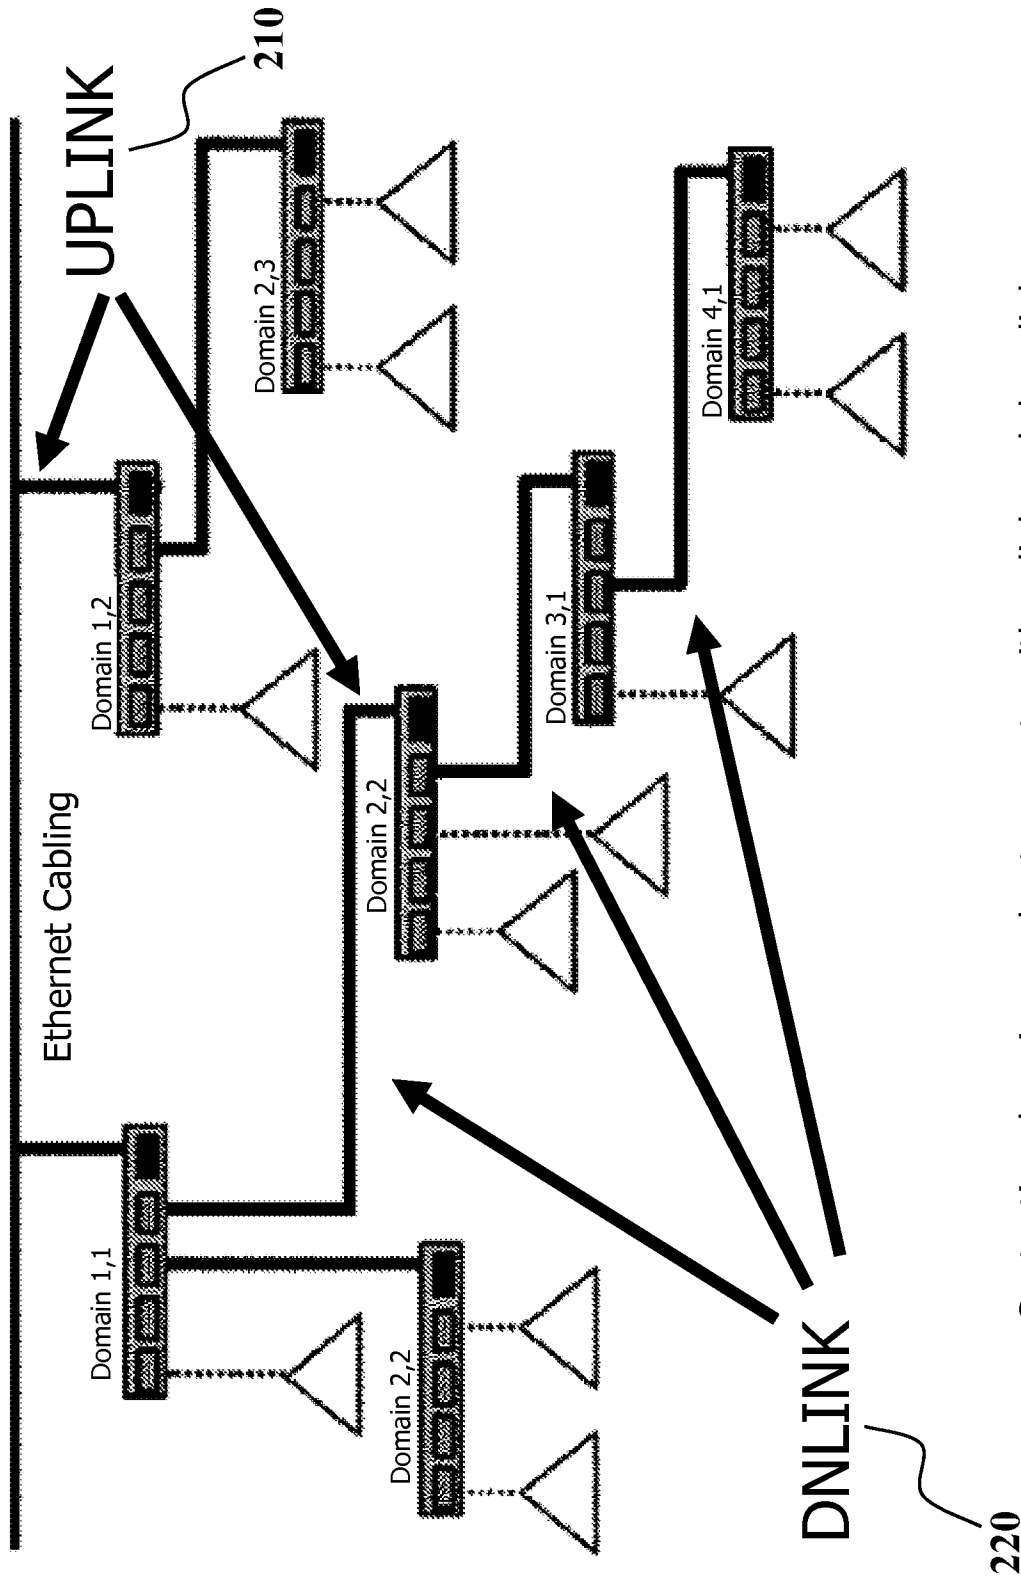 Ethernet Cabling
UPLINK
210
Domain 1,1
Domain 1,2
Domain 2,3
Domain 2,2
Domain 2,2
Domain 3,1
Domain 4,1
DNLINK
220